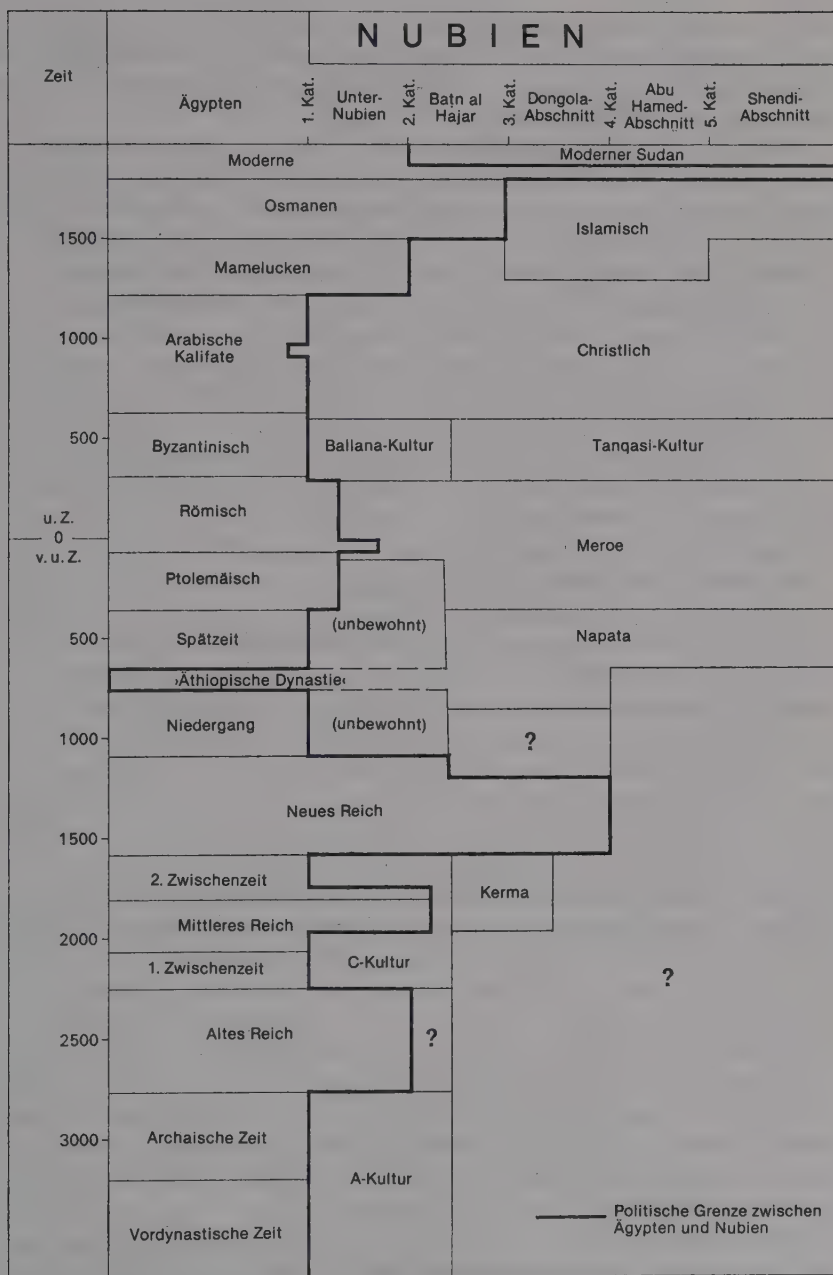 NUBIEN
Zeit
Ägypten
1. Kat.
Unter-
Nubien
2. Kat.
Baṭn al
Hajar
3. Kat.
Dongola-
Abschnitt
4. Kat.
Abu
Hamed-
Abschnitt
5. Kat.
Shendi-
Abschnitt
Moderne
Moderner Sudan
Osmanen
Islamisch
1500
Mamelucken
1000
Arabische
Kalifate
Christlich
500
Byzantinisch
Ballana-Kultur
Tanqasi-Kultur
Römisch
u. Z.
0
v. u. Z.
Meroe
Ptolemäisch
500
Spätzeit
(unbewohnt)
Napata
›Äthiopische Dynastie‹
Niedergang
(unbewohnt)
?
1000
Neues Reich
1500
2. Zwischenzeit
Kerma
Mittleres Reich
2000
1. Zwischenzeit
C-Kultur
?
Altes Reich
?
2500
3000
Archaische Zeit
A-Kultur
Vordynastische Zeit
Politische Grenze zwischen
Ägypten und Nubien